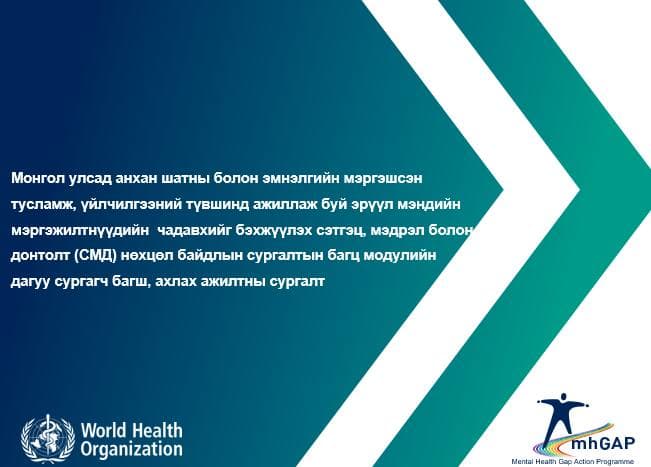 Монгол улсад анхан шатны болон эмнэлгийн мэргэшсэн
тусламж, үйлчилгээний түвшинд ажиллаж буй эрүүл мэндийн
мэргэжилтнүүдийн чадавхийг бэхжүүлэх сэтгэц, мэдрэл болон
донтолт (СМД) нөхцөл байдлын сургалтын багц модулийн
дагуу сургагч багш, ахлах ажилтны сургалт
World Health
Organization
mhGAP
Mental Health Gap Action Programme